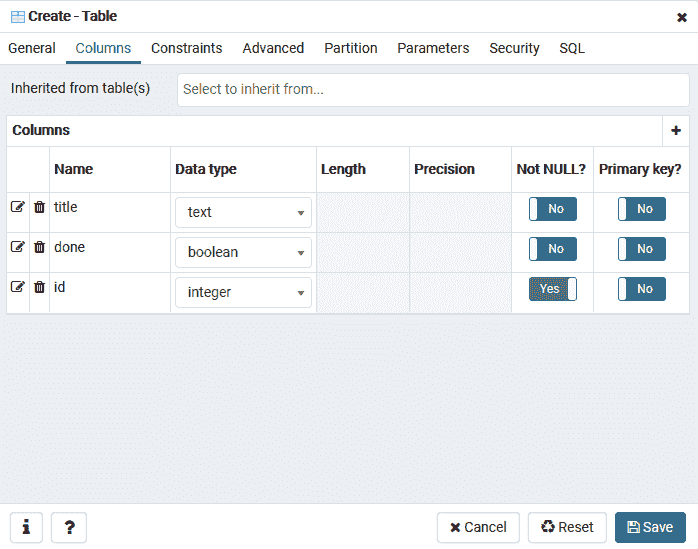 Create - Table
General Columns Constraints Advanced Partition Parameters Security SQL
Inherited from table(s) Select to inherit from...
Columns
Name Data type Length Precision Not NULL? Primary key?
title text No No
done boolean No No
id integer Yes No
i ? Cancel Reset Save